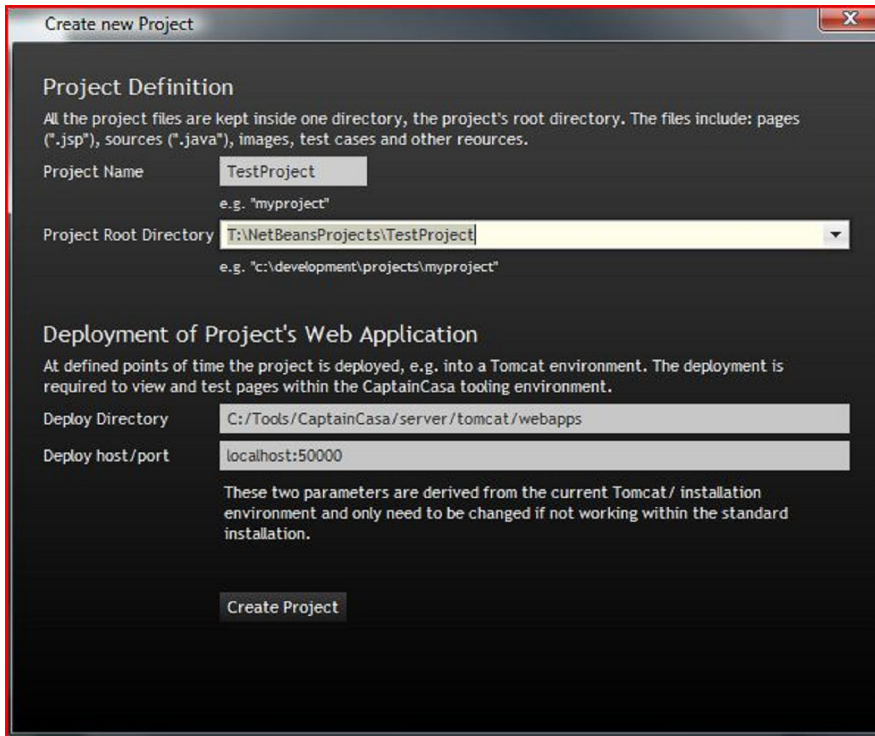 Create new Project
Project Definition
All the project files are kept inside one directory, the project's root directory. The files include: pages
(".jsp"), sources (".java"), images, test cases and other reources.
Project Name TestProject
e.g. "myproject"
Project Root Directory T:\NetBeansProjects\TestProject
e.g. "c:\development\projects\myproject"
Deployment of Project's Web Application
At defined points of time the project is deployed, e.g. into a Tomcat environment. The deployment is
required to view and test pages within the CaptainCasa tooling environment.
Deploy Directory C:/Tools/CaptainCasa/server/tomcat/webapps
Deploy host/port localhost:50000
These two parameters are derived from the current Tomcat/ installation
environment and only need to be changed if not working within the standard
installation.
Create Project